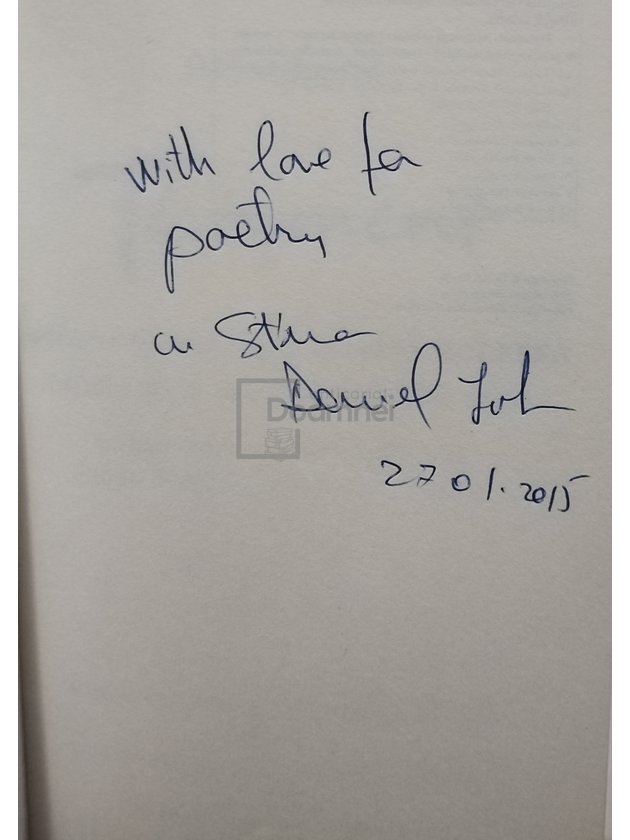 with love for
poetry
cu Stima
Daniel
27 01. 2015